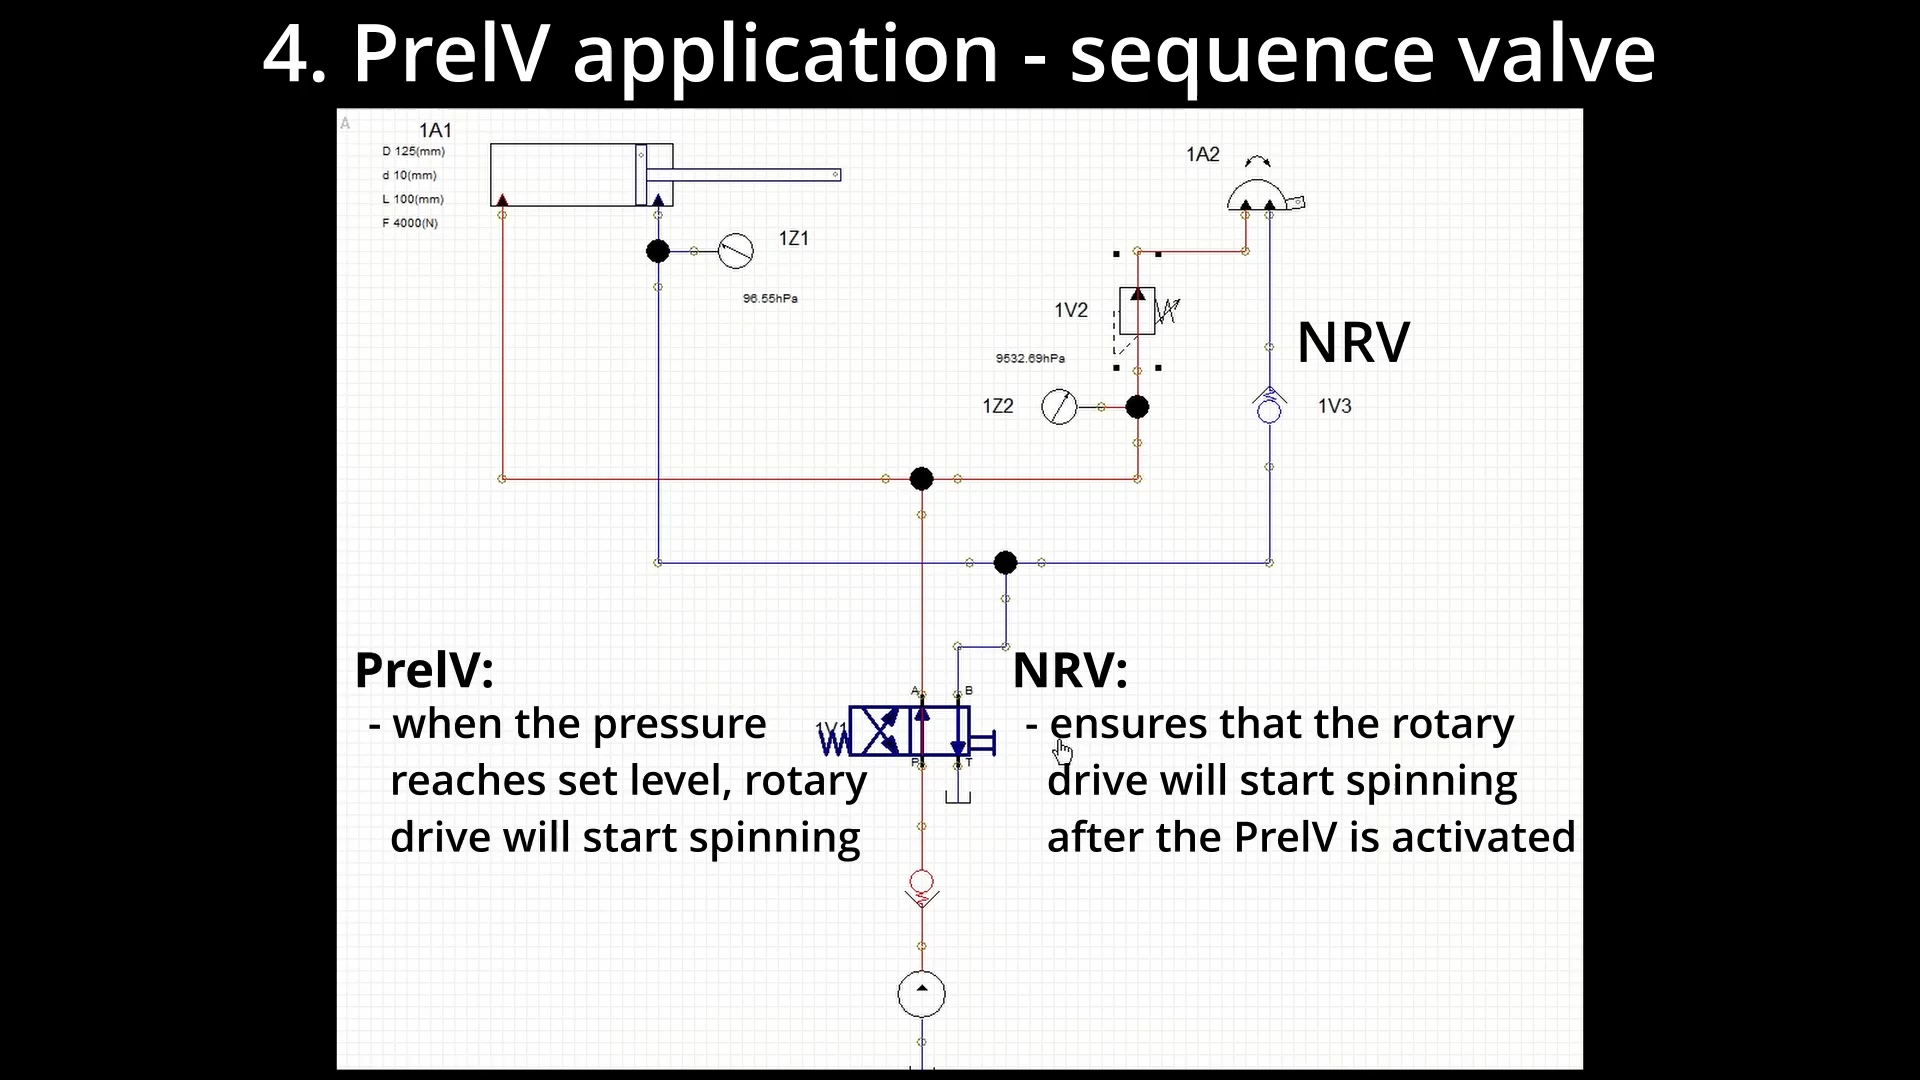 4. PrelV application - sequence valve
A
1A1
D 125(mm)
d 10(mm)
L 100(mm)
F 4000(N)
1Z1
96.55hPa
1A2
1V2
9532.69hPa
1Z2
NRV
1V3
PrelV:
- when the pressure
reaches set level, rotary
drive will start spinning
A
B
1V1
P
T
NRV:
- ensures that the rotary
drive will start spinning
after the PrelV is activated